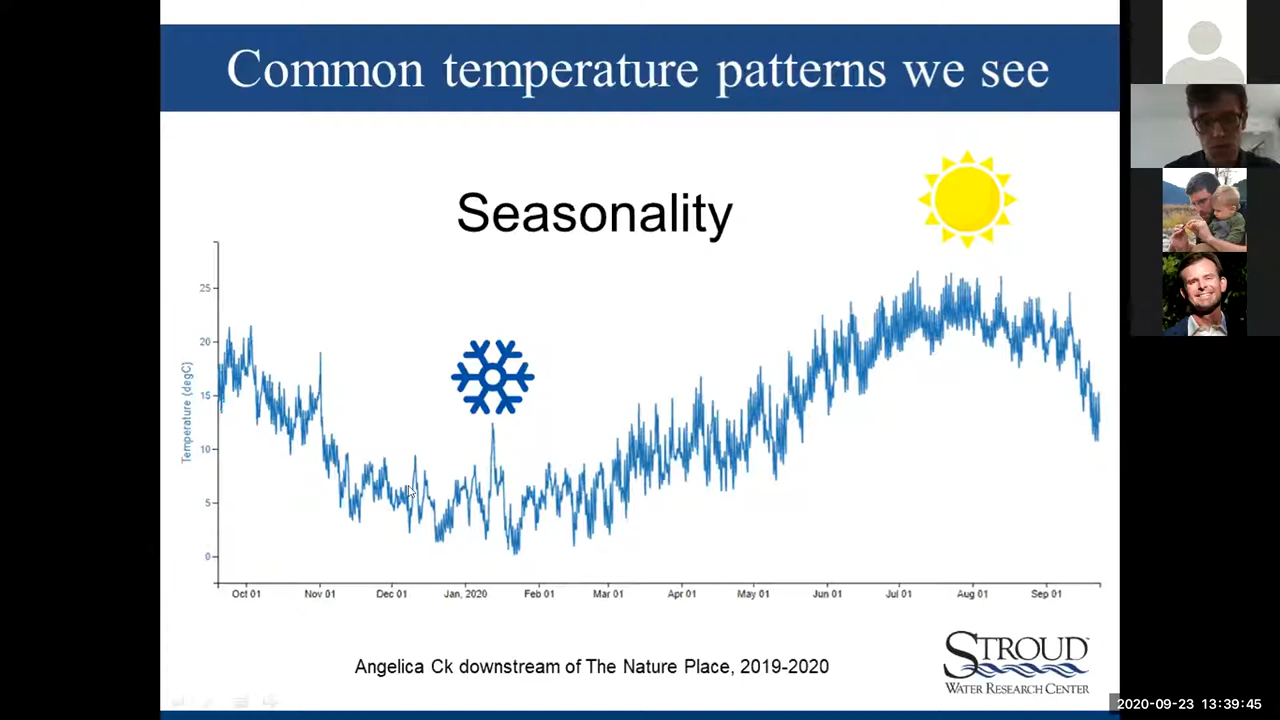 Common temperature patterns we see
Seasonality
Temperature (degC)
25
20
15
10
5
0
Oct 01 Nov 01 Dec 01 Jan, 2020 Feb 01 Mar 01 Apr 01 May 01 Jun 01 Jul 01 Aug 01 Sep 01
Angelica Ck downstream of The Nature Place, 2019-2020
STROUD
WATER RESEARCH CENTER
2020-09-23 13:39:45